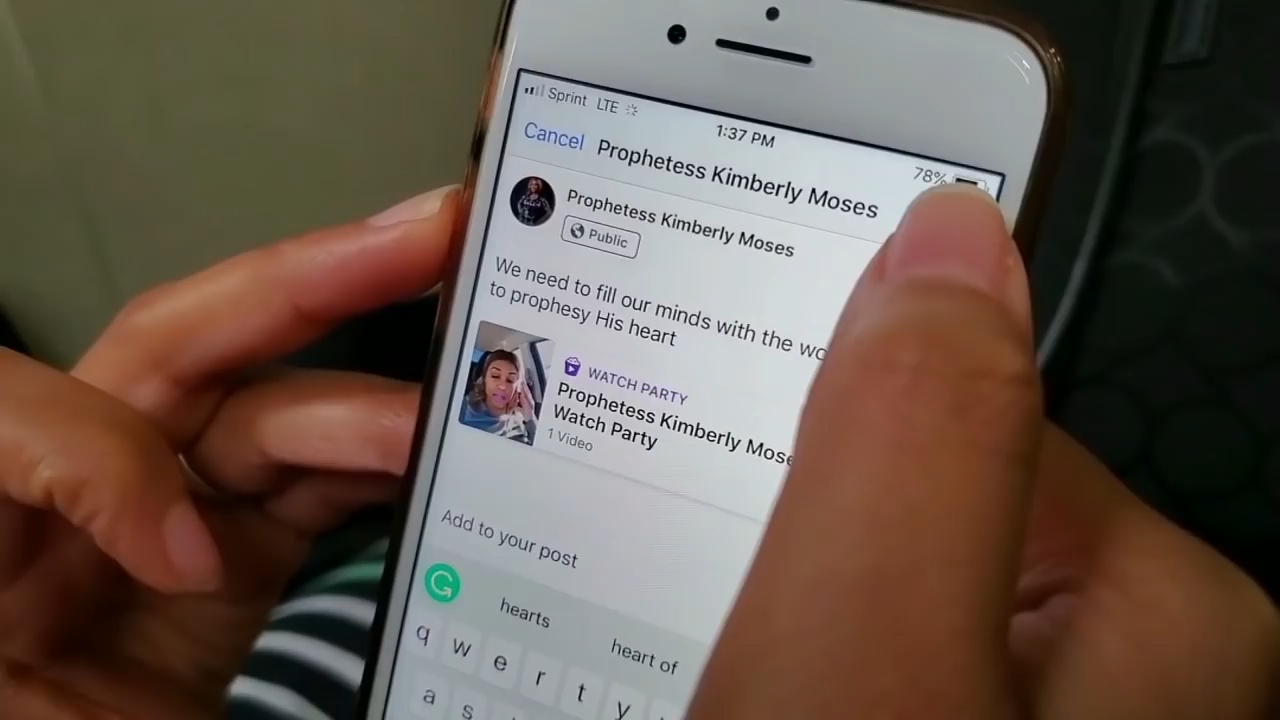 Sprint LTE
1:37 PM
78%
Cancel Prophetess Kimberly Moses
Prophetess Kimberly Moses
Public
We need to fill our minds with the
to prophesy His heart
WATCH PARTY
Prophetess Kimberly
Watch Party
1 Video
Add to your post
hearts heart of
q w e r t y
a s